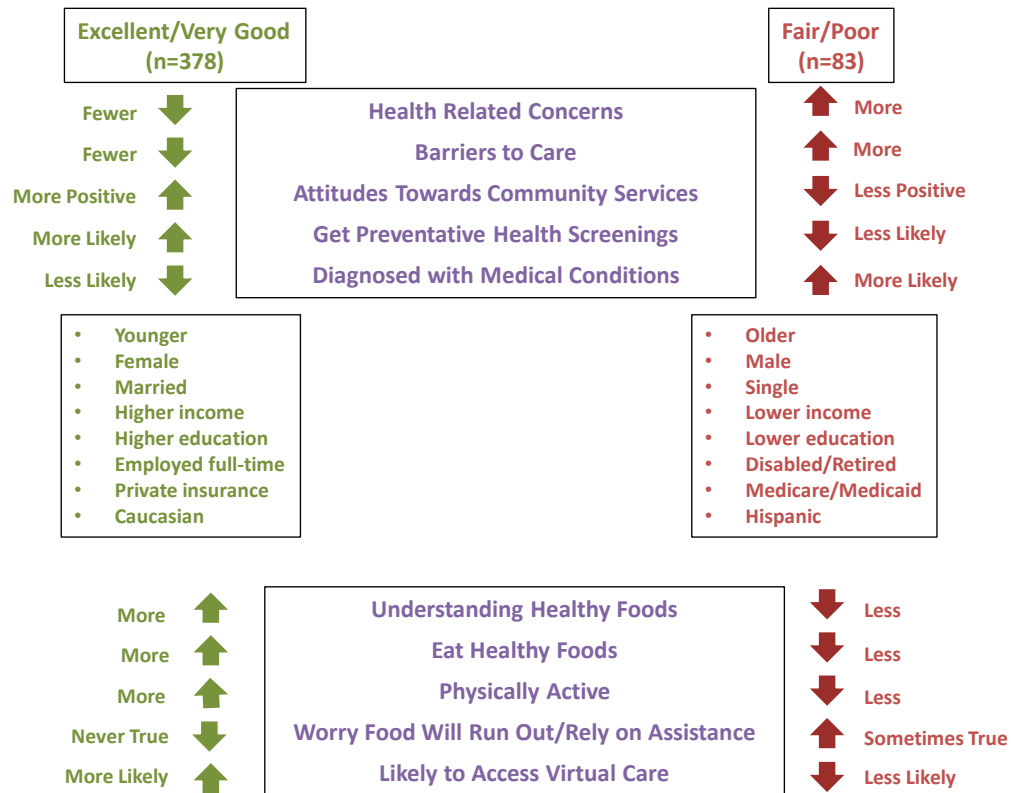 Excellent/Very Good
(n=378)
Fair/Poor
(n=83)
Fewer Health Related Concerns More
Fewer Barriers to Care More
More Positive Attitudes Towards Community Services Less Positive
More Likely Get Preventative Health Screenings Less Likely
Less Likely Diagnosed with Medical Conditions More Likely
• Younger
• Female
• Married
• Higher income
• Higher education
• Employed full-time
• Private insurance
• Caucasian
• Older
• Male
• Single
• Lower income
• Lower education
• Disabled/Retired
• Medicare/Medicaid
• Hispanic
More Understanding Healthy Foods Less
More Eat Healthy Foods Less
More Physically Active Less
Never True Worry Food Will Run Out/Rely on Assistance Sometimes True
More Likely Likely to Access Virtual Care Less Likely